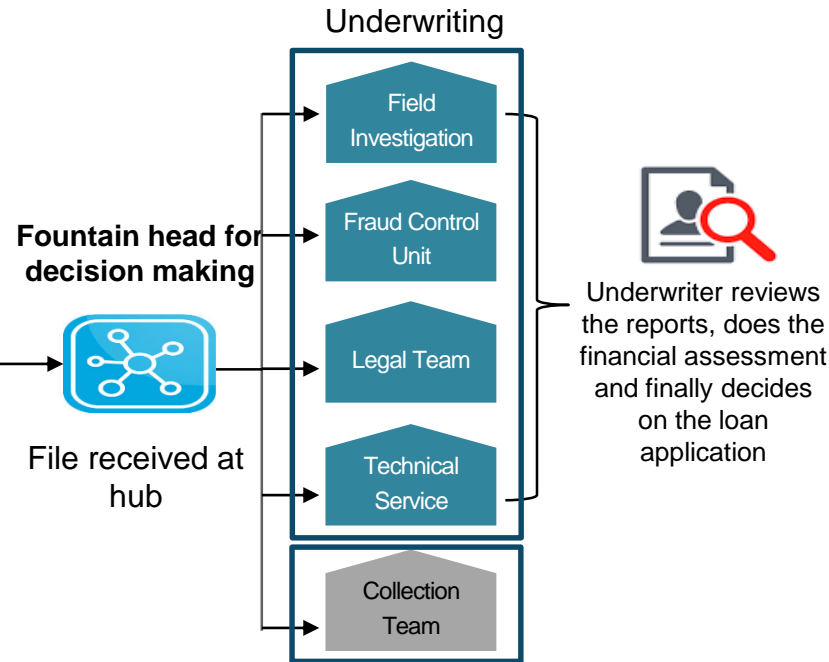 Underwriting
Field
Investigation
Fraud Control
Unit
Fountain head for
decision making
Legal Team
File received at
hub
Technical
Service
Collection
Team
Underwriter reviews
the reports, does the
financial assessment
and finally decides
on the loan
application